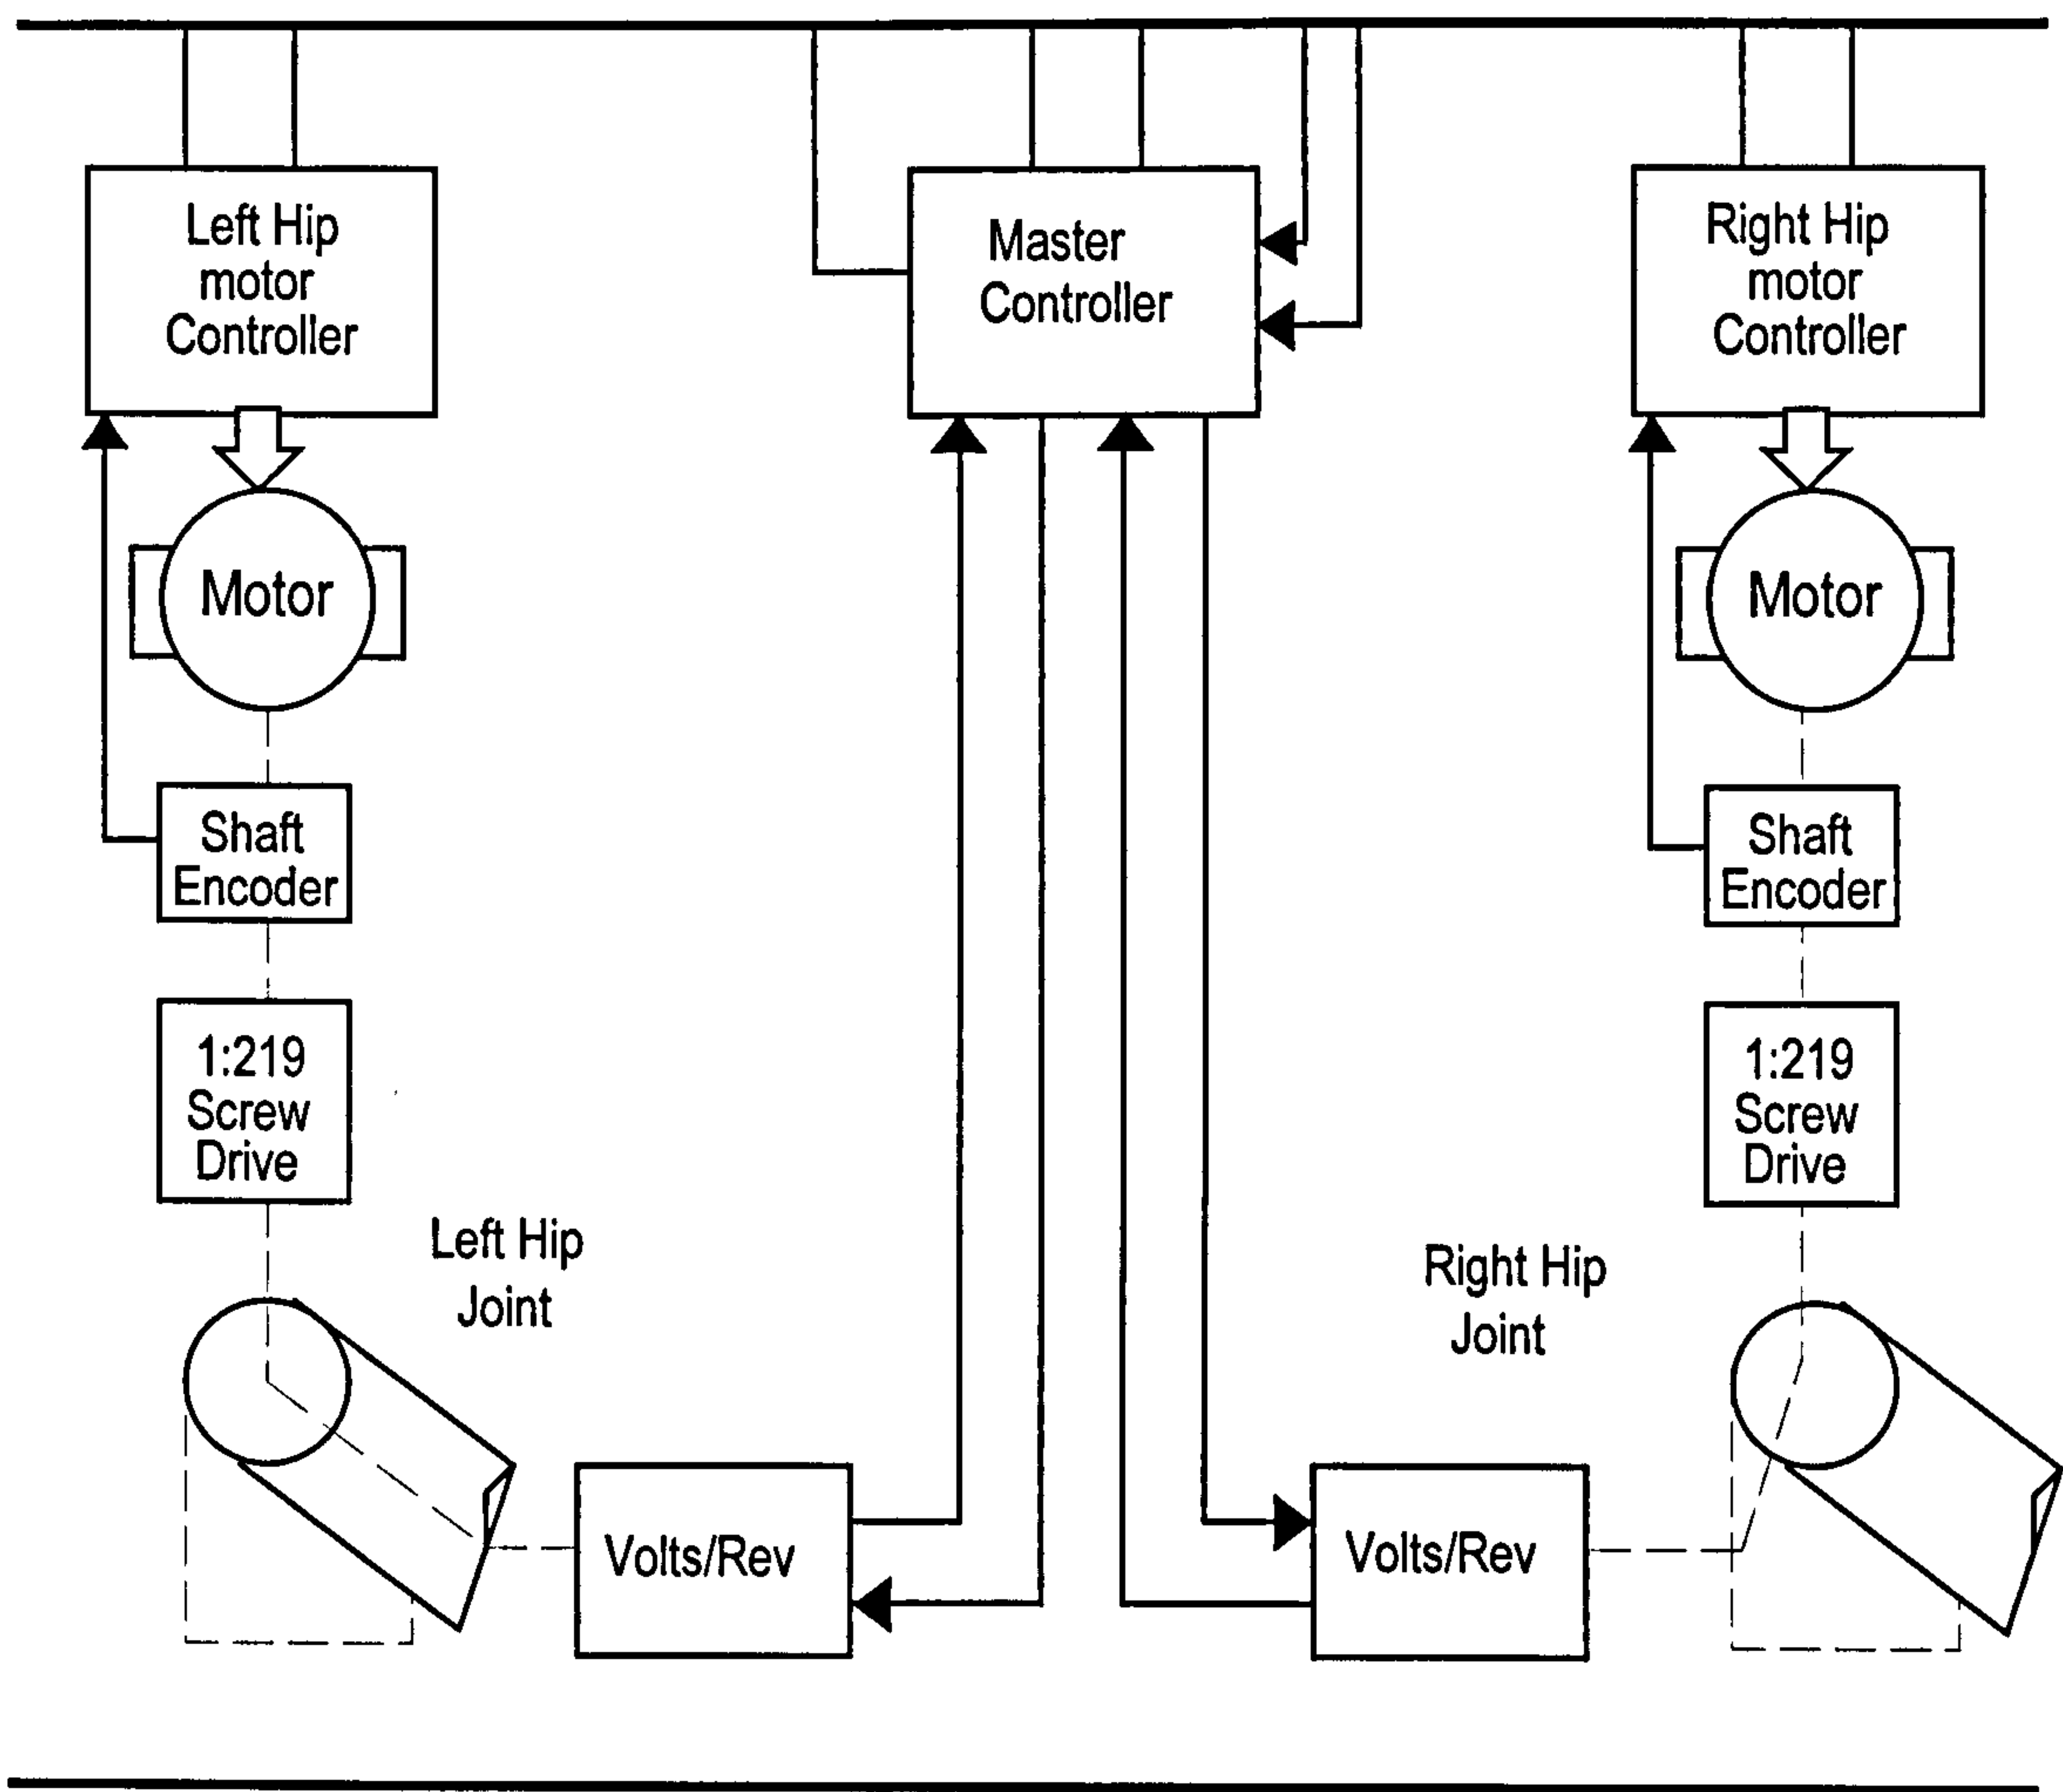 Left Hip
motor
Controller
Master
Controller
Right Hip
motor
Controller
Motor
Motor
Shaft
Encoder
Shaft
Encoder
1:219
Screw
Drive
1:219
Screw
Drive
Left Hip
Joint
Right Hip
Joint
Volts/Rev
Volts/Rev